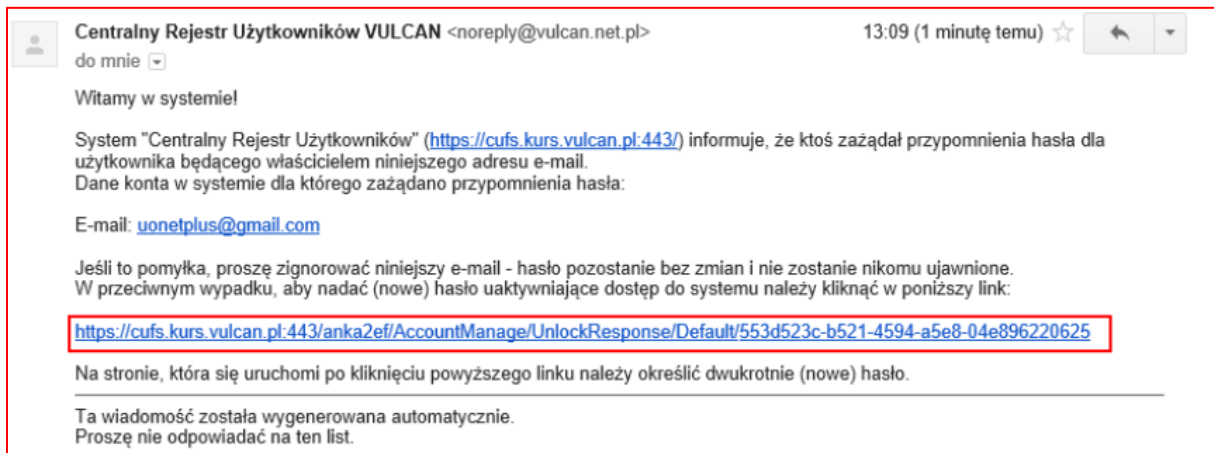 Centralny Rejestr Użytkowników VULCAN <noreply@vulcan.net.pl> 13:09 (1 minutę temu)
do mnie
Witamy w systemie!
System "Centralny Rejestr Użytkowników" (https://cufs.kurs.vulcan.pl:443/) informuje, że ktoś zażądał przypomnienia hasła dla
użytkownika będącego właścicielem niniejszego adresu e-mail.
Dane konta w systemie dla którego zażądano przypomnienia hasła:
E-mail: uonetplus@gmail.com
Jeśli to pomyłka, proszę zignorować niniejszy e-mail - hasło pozostanie bez zmian i nie zostanie nikomu ujawnione.
W przeciwnym wypadku, aby nadać (nowe) hasło uaktywniające dostęp do systemu należy kliknąć w poniższy link:
https://cufs.kurs.vulcan.pl:443/anka2ef/AccountManage/UnlockResponse/Default/553d523c-b521-4594-a5e8-04e896220625
Na stronie, która się uruchomi po kliknięciu powyższego linku należy określić dwukrotnie (nowe) hasło.
Ta wiadomość została wygenerowana automatycznie.
Proszę nie odpowiadać na ten list.